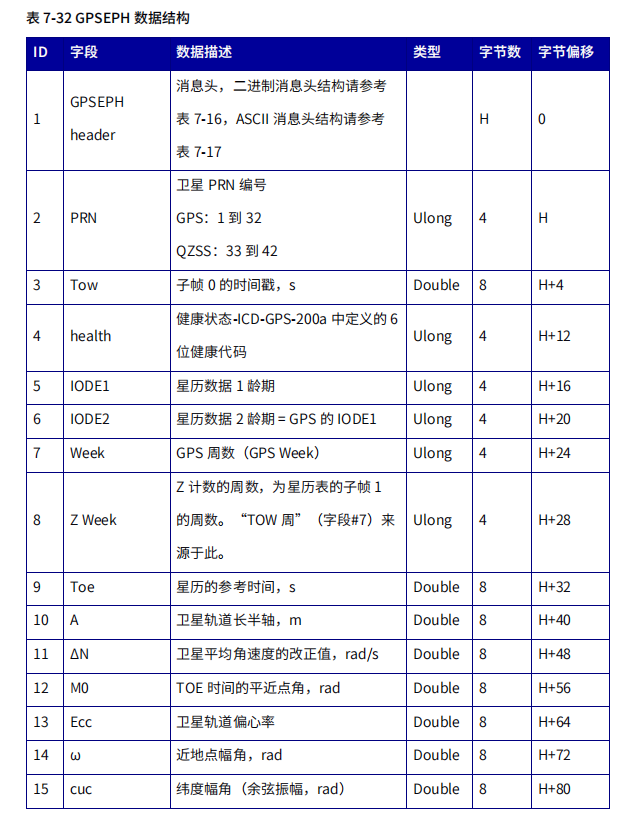 表 7-32 GPSEPH 数据结构
ID 字段 数据描述 类型 字节数 字节偏移
1 GPSEPH header 消息头，二进制消息头结构请参考 H 0
表 7-16，ASCII 消息头结构请参考
表 7-17
2 PRN 卫星 PRN 编号 Ulong 4 H
GPS：1 到 32
QZSS：33 到 42
3 Tow 子帧 0 的时间戳，s Double 8 H+4
4 health 健康状态-ICD-GPS-200a 中定义的 6 Ulong 4 H+12
位健康代码
5 IODE1 星历数据 1 龄期 Ulong 4 H+16
6 IODE2 星历数据 2 龄期 = GPS 的 IODE1 Ulong 4 H+20
7 Week GPS 周数（GPS Week） Ulong 4 H+24
8 Z Week Z 计数的周数，为星历表的子帧 1 Ulong 4 H+28
的周数。“TOW 周”（字段#7）来
源于此。
9 Toe 星历的参考时间，s Double 8 H+32
10 A 卫星轨道长半轴，m Double 8 H+40
11 ΔN 卫星平均角速度的改正值，rad/s Double 8 H+48
12 M0 TOE 时间的平近点角，rad Double 8 H+56
13 Ecc 卫星轨道偏心率 Double 8 H+64
14 ω 近地点幅角，rad Double 8 H+72
15 cuc 纬度幅角（余弦振幅，rad） Double 8 H+80